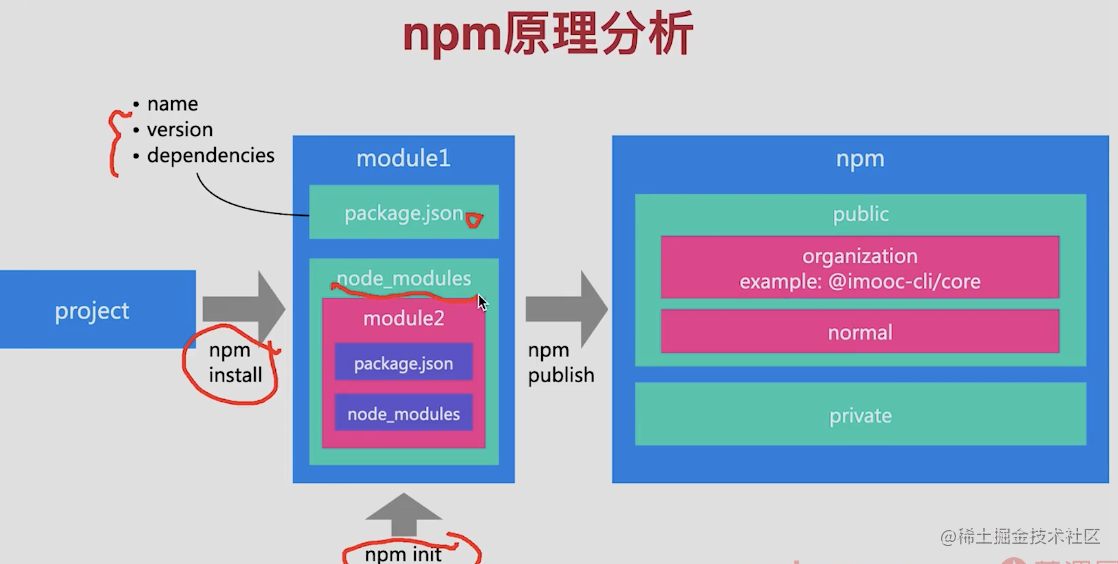 npm原理分析
• name
• version
• dependencies
module1
package.json
node_modules
module2
package.json
node_modules
project
npm
install
npm init
npm
publish
npm
public
organization
example: @imooc-cli/core
normal
private
@稀土掘金技术社区